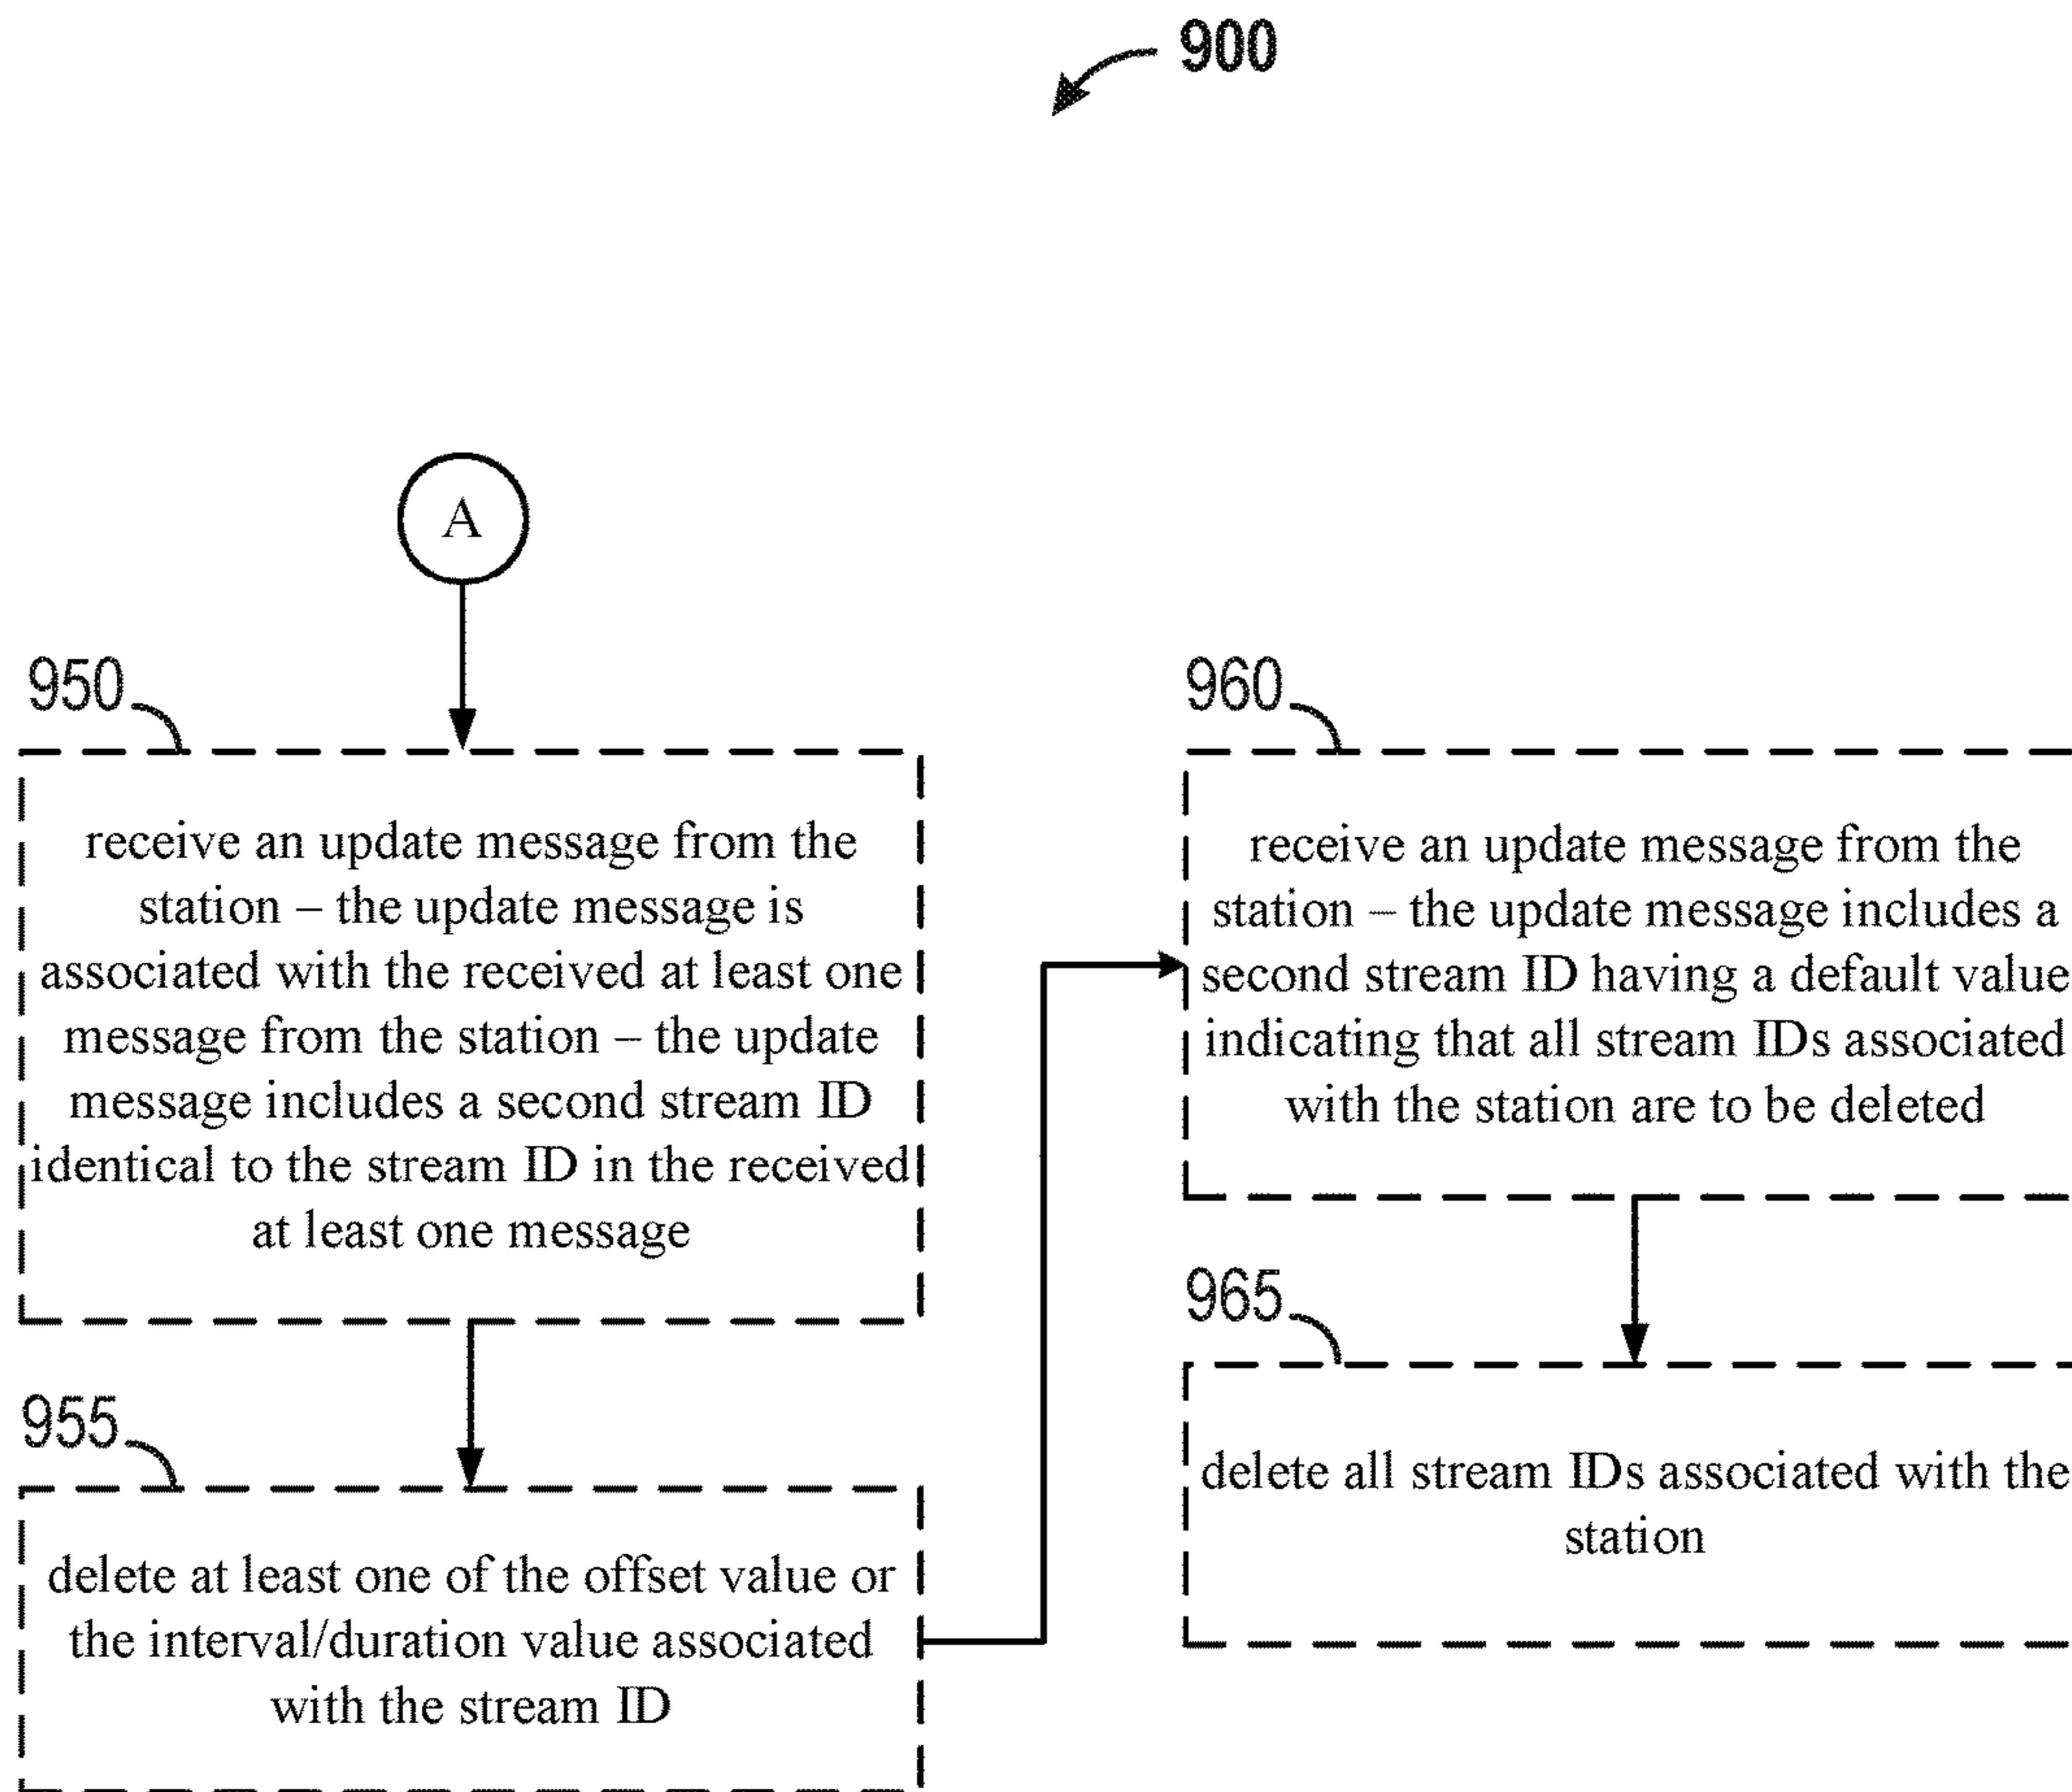 900
A
950
receive an update message from the
station – the update message is
associated with the received at least one
message from the station – the update
message includes a second stream ID
identical to the stream ID in the received
at least one message
955
delete at least one of the offset value or
the interval/duration value associated
with the stream ID
960
receive an update message from the
station – the update message includes a
second stream ID having a default value
indicating that all stream IDs associated
with the station are to be deleted
965
delete all stream IDs associated with the
station